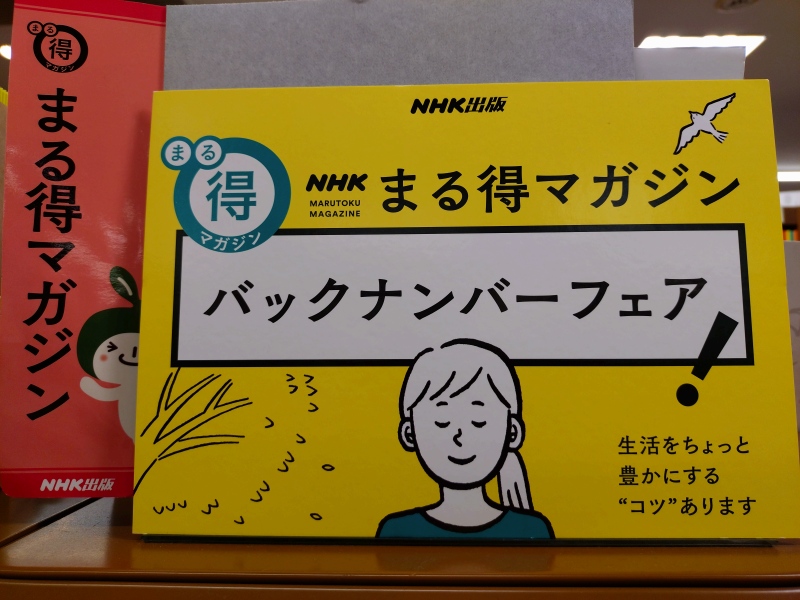 まる
得
マガジン
まる得マガジン
NHK出版
NHK出版
まる
得
マガジン
NHK
MARUTOKU
MAGAZINE
まる得マガジン
バックナンバーフェア!
生活をちょっと
豊かにする
“コツ”あります